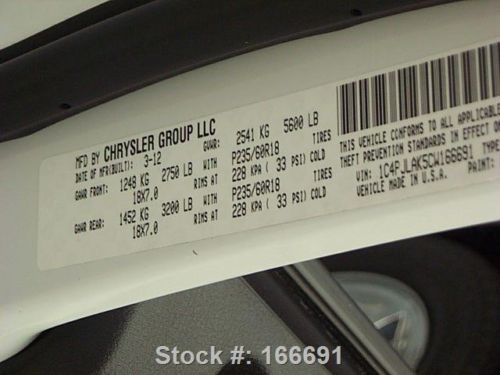 MFD BY CHRYSLER GROUP LLC
DATE OF MFR(BUILT): 3-12 GVWR: 2541 KG 5600 LB
GAWR FRONT: 1248 KG 2750 LB WITH P235/60R18 TIRES
18X7.0 RIMS AT 228 KPA ( 33 PSI) COLD
GAWR REAR: 1452 KG 3200 LB WITH P235/60R18 TIRES
18X7.0 RIMS AT 228 KPA ( 33 PSI) COLD
THIS VEHICLE CONFORMS TO ALL APPLICABLE
STANDARDS IN EFFECT ON
VIN: TYPE
VEHICLE MADE IN U.S.A. PAINT:
Stock #: 166691